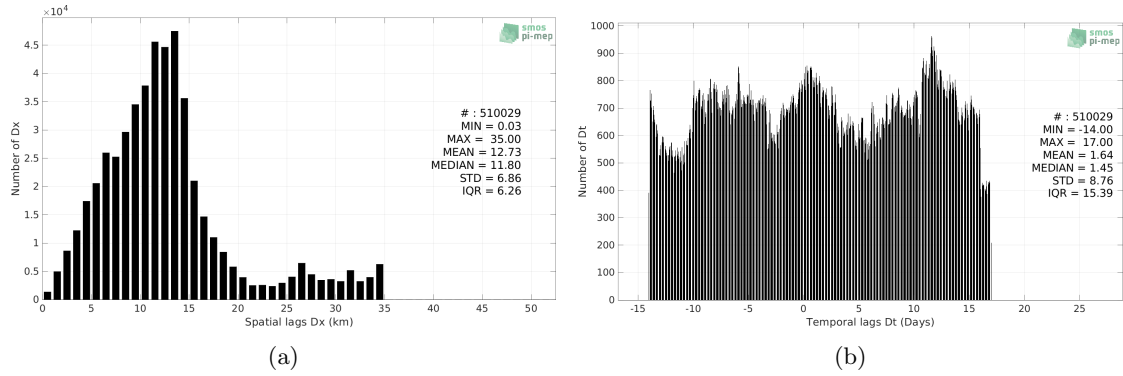 ×10⁴
4.5
4
3.5
3
2.5
2
1.5
1
0.5
0
Number of Dx
0 5 10 15 20 25 30 35 40 45 50
Spatial lags Dx (km)
smos
pi-mep
# : 510029
MIN = 0.03
MAX = 35.00
MEAN = 12.73
MEDIAN = 11.80
STD = 6.86
IQR = 6.26
(a)
1000
900
800
700
600
500
400
300
200
100
0
Number of Dt
-15 -10 -5 0 5 10 15 20 25
Temporal lags Dt (Days)
smos
pi-mep
# : 510029
MIN = -14.00
MAX = 17.00
MEAN = 1.64
MEDIAN = 1.45
STD = 8.76
IQR = 15.39
(b)